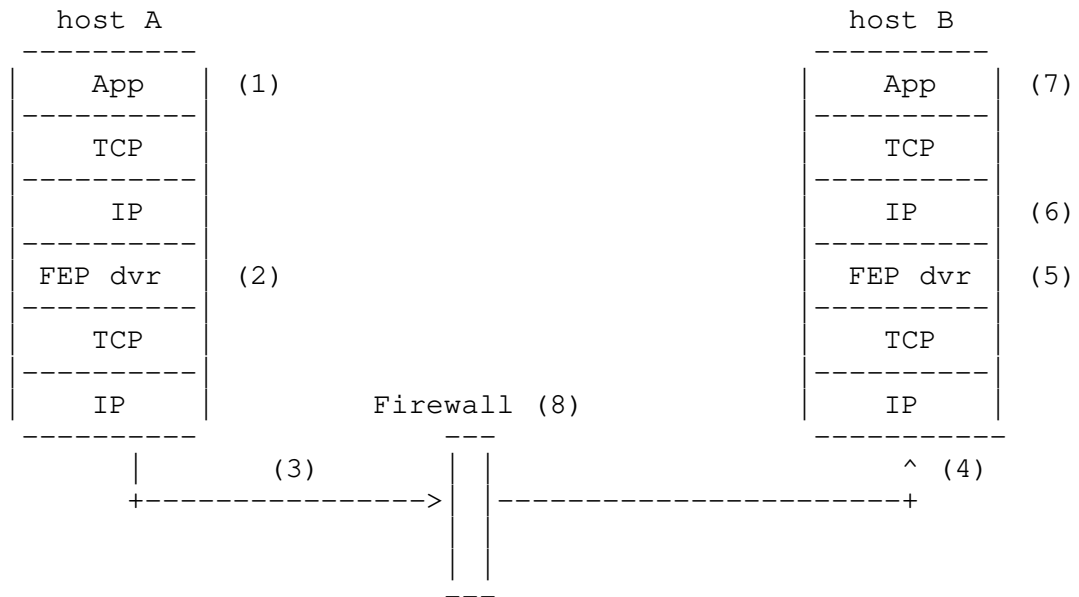 host A host B
---------- ----------
| App | (1) | App | (7)
|----------| |----------|
| TCP | | TCP |
|----------| |----------|
| IP | | IP | (6)
|----------| |----------|
| FEP dvr | (2) | FEP dvr | (5)
|----------| |----------|
| TCP | | TCP |
|----------| |----------|
| IP | Firewall (8) | IP |
---------- --- -----------
| (3) | | ^ (4)
+---------------->| |-----------------------+
| |
| |
---